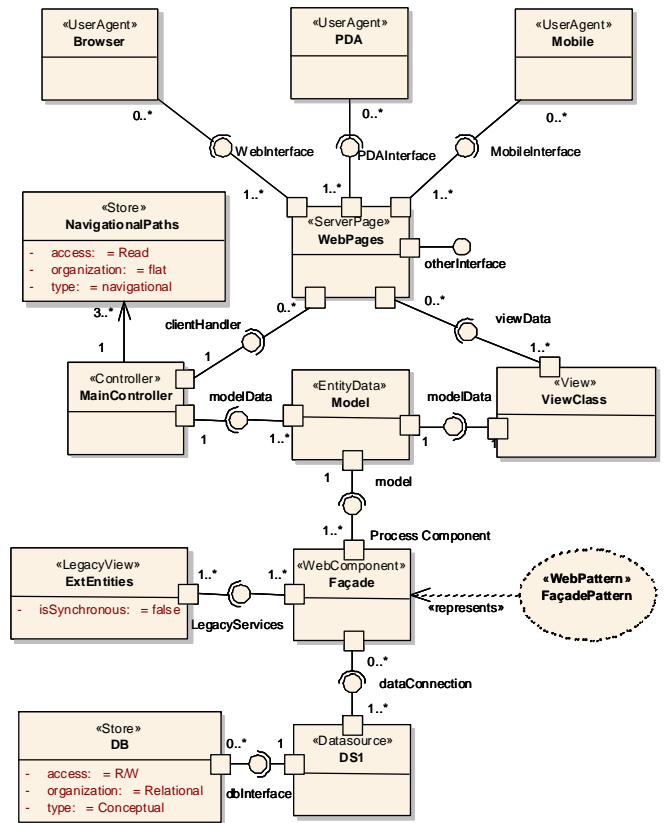 «UserAgent»
Browser
«UserAgent»
PDA
«UserAgent»
Mobile
0..*
0..*
0..*
WebInterface
PDAInterface
MobileInterface
1..*
1..*
1..*
«Store»
NavigationalPaths
- access: = Read
- organization: = flat
- type: = navigational
«ServerPage»
WebPages
otherInterface
3..*
0..*
0..*
clientHandler
viewData
1
1
1..*
«Controller»
MainController
modelData
«EntityData»
Model
modelData
«View»
ViewClass
1
1..*
1
1
1
model
1..*
Process Component
«LegacyView»
ExtEntities
- isSynchronous: = false
1..*
1..*
LegacyServices
«WebComponent»
Façade
«represents»
«WebPattern»
FaçadePattern
0..*
dataConnection
1..*
«Store»
DB
- access: = R/W
- organization: = Relational
- type: = Conceptual
0..*
1
dbInterface
«Datasource»
DS1